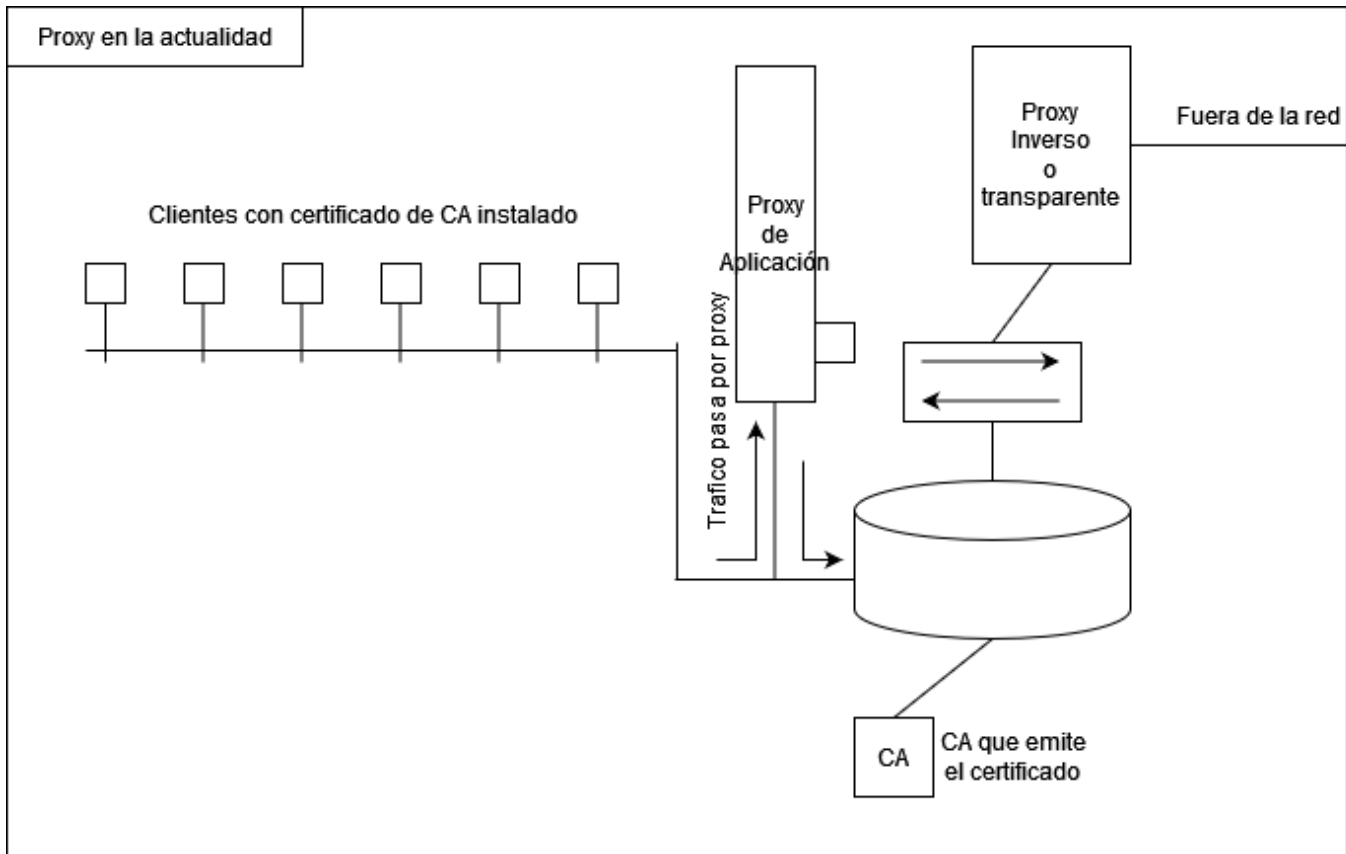 Proxy en la actualidad
Clientes con certificado de CA instalado
Proxy
de
Aplicación
Trafico pasa por proxy
Proxy
Inverso
o
transparente
Fuera de la red
CA
CA que emite
el certificado